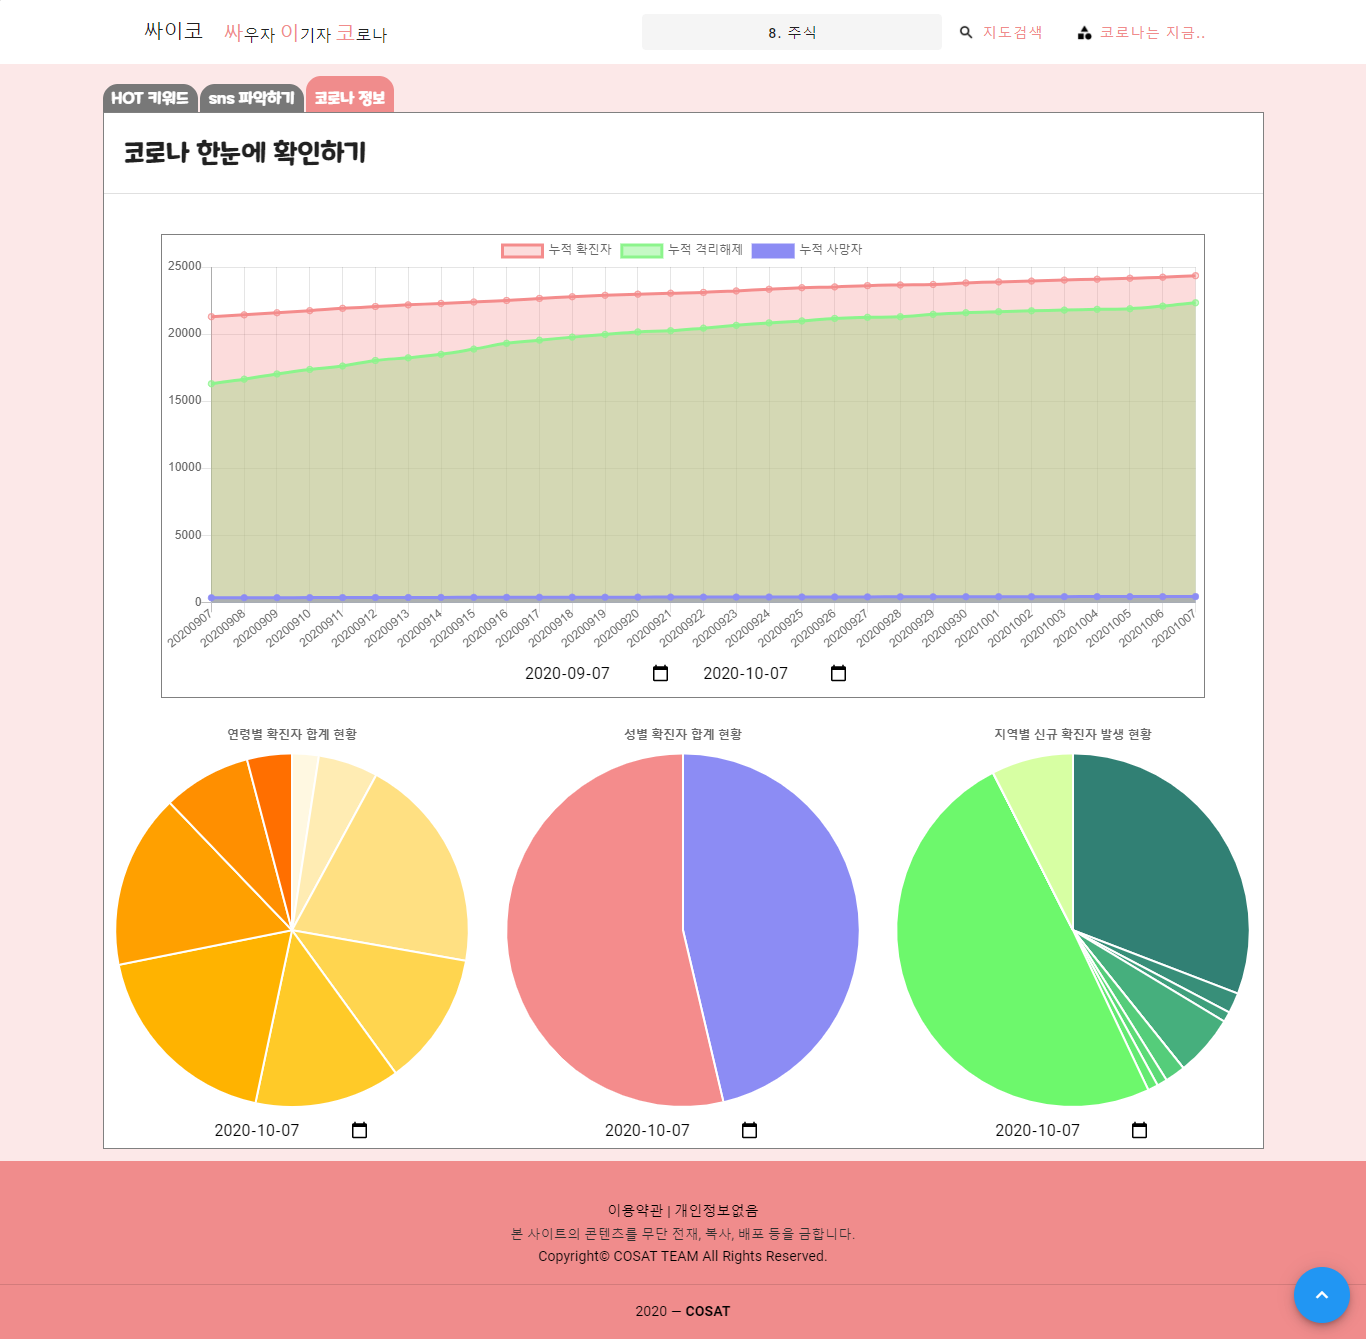 싸이코 싸우자 이기자 코로나 8. 주식 지도검색 코로나는 지금..
HOT 키워드 sns 파악하기 코로나 정보
코로나 한눈에 확인하기
누적 확진자 누적 격리해제 누적 사망자
25000
20000
15000
10000
5000
0
20200907 20200908 20200909 20200910 20200911 20200912 20200913 20200914 20200915 20200916 20200917 20200918 20200919 20200920 20200921 20200922 20200923 20200924 20200925 20200926 20200927 20200928 20200929 20200930 20201001 20201002 20201003 20201004 20201005 20201006 20201007
2020-09-07 2020-10-07
연령별 확진자 합계 현황 성별 확진자 합계 현황 지역별 신규 확진자 발생 현황
2020-10-07 2020-10-07 2020-10-07
이용약관 | 개인정보없음
본 사이트의 콘텐츠를 무단 전재, 복사, 배포 등을 금합니다.
Copyright© COSAT TEAM All Rights Reserved.
2020 — COSAT